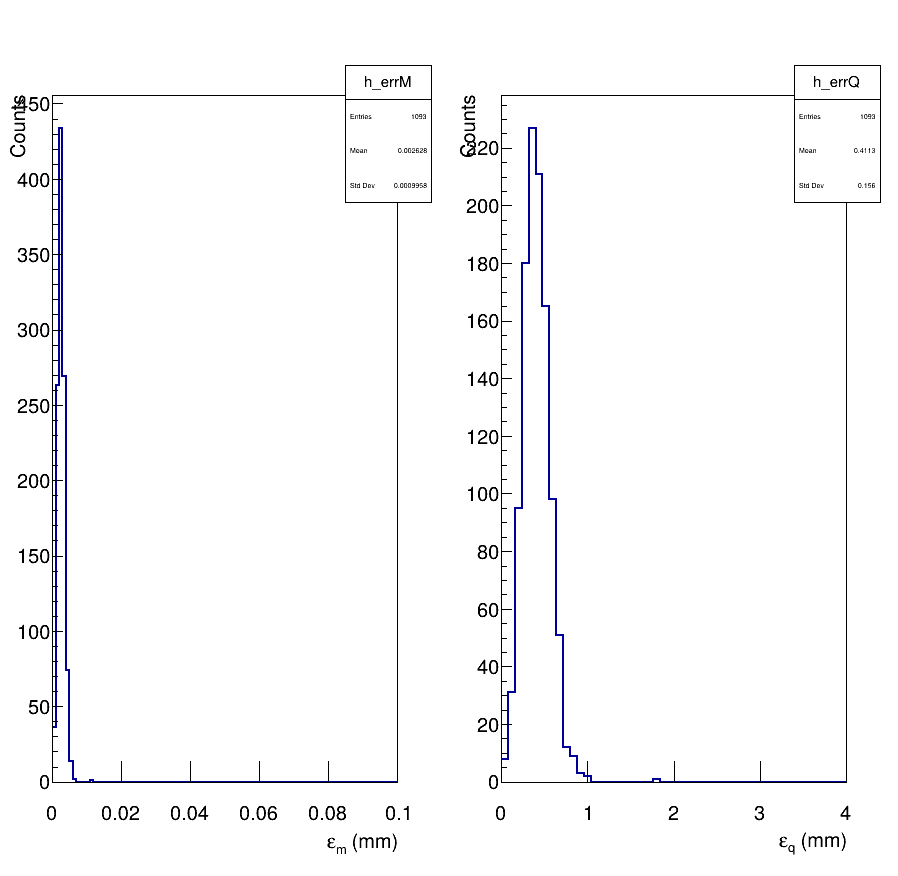 h_errM
Entries 1093
Mean 0.002628
Std Dev 0.0009958
Counts
450
400
350
300
250
200
150
100
50
0
0 0.02 0.04 0.06 0.08 0.1
εm (mm)
h_errQ
Entries 1093
Mean 0.4113
Std Dev 0.156
Counts
220
200
180
160
140
120
100
80
60
40
20
0
0 1 2 3 4
εq (mm)